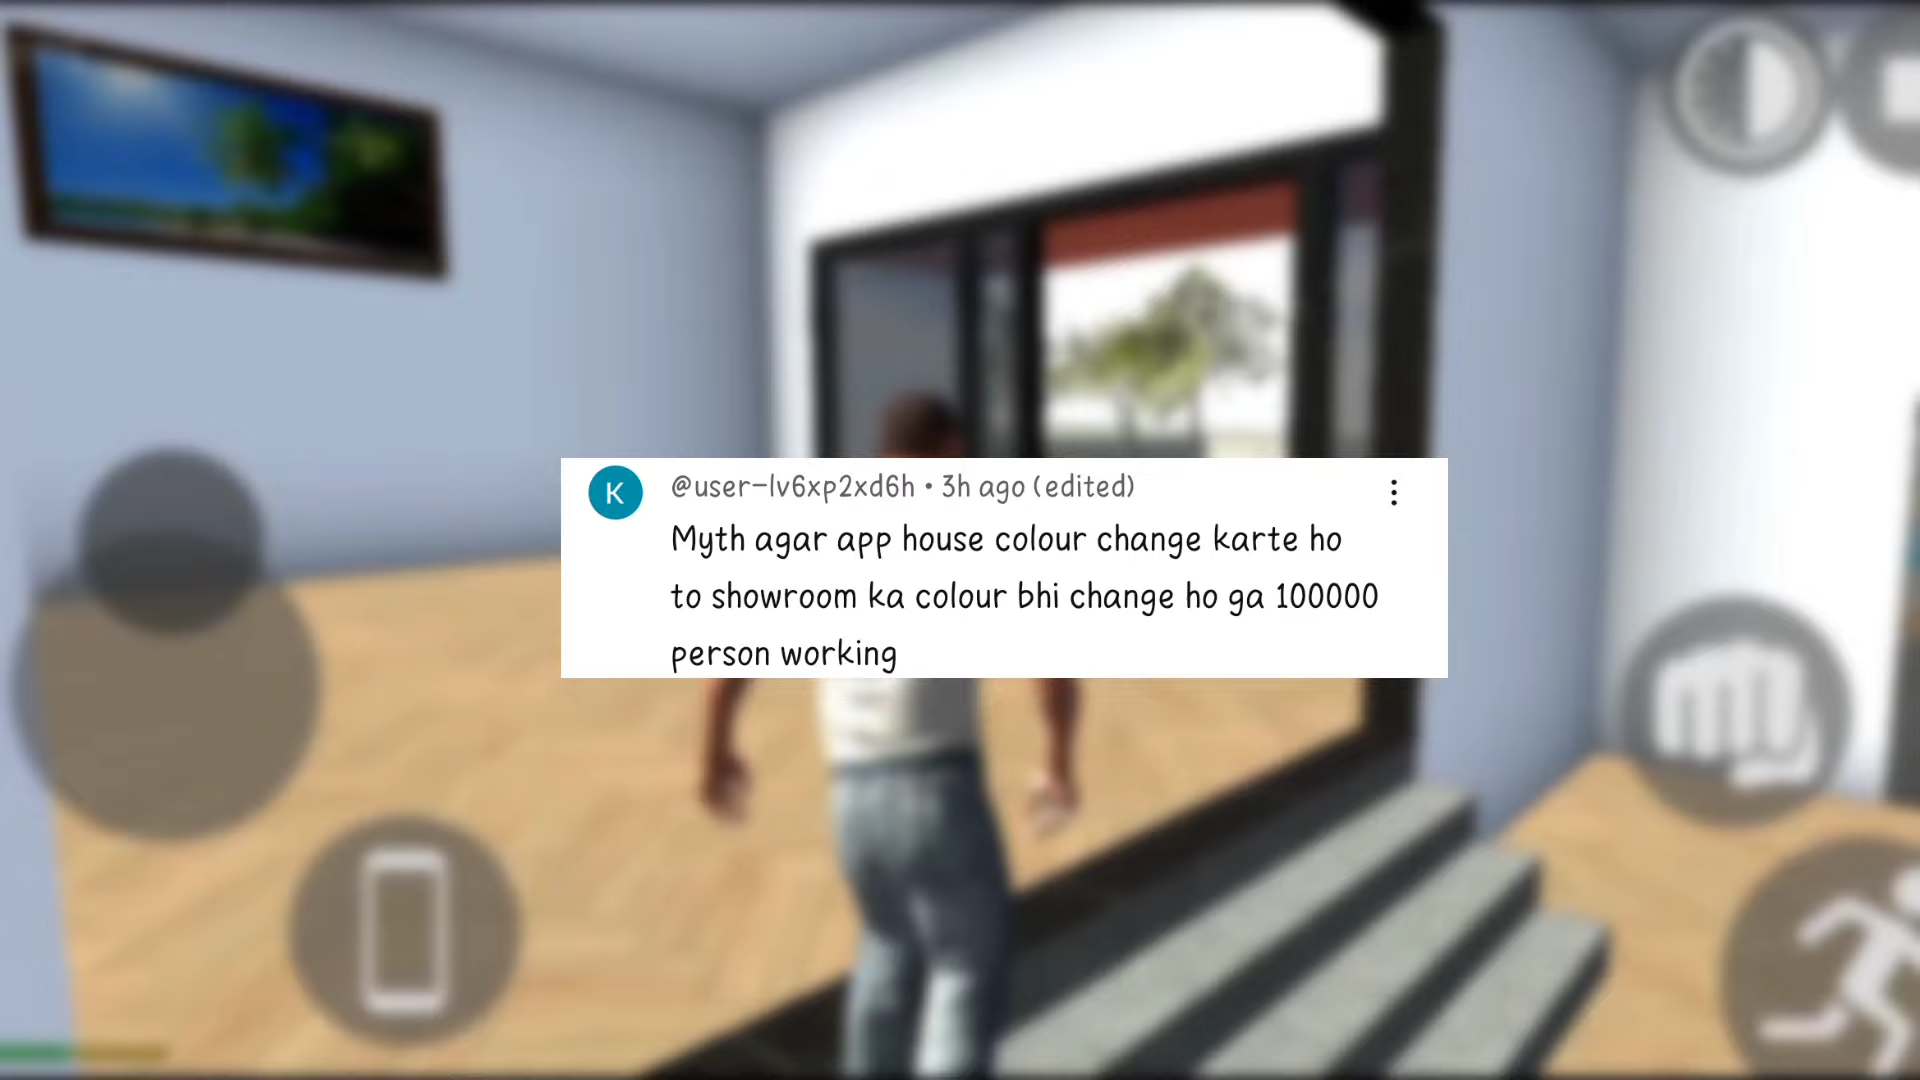 K
@user-lv6xp2xd6h • 3h ago (edited)
Myth agar app house colour change karte ho
to showroom ka colour bhi change ho ga 100000
person working